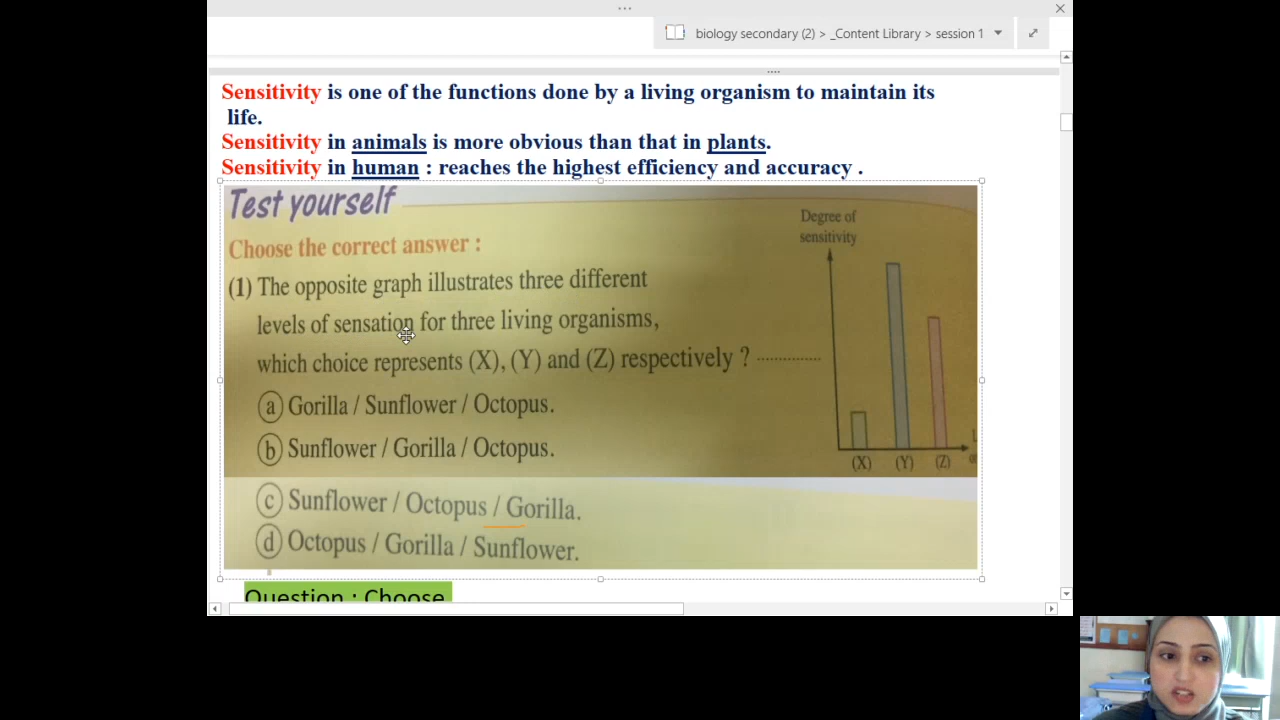 biology secondary (2) > _Content Library > session 1
Sensitivity is one of the functions done by a living organism to maintain its
life.
Sensitivity in animals is more obvious than that in plants.
Sensitivity in human : reaches the highest efficiency and accuracy .
Test yourself
Choose the correct answer :
(1) The opposite graph illustrates three different
levels of sensation for three living organisms,
which choice represents (X), (Y) and (Z) respectively ? ..............
a Gorilla / Sunflower / Octopus.
b Sunflower / Gorilla / Octopus.
c Sunflower / Octopus / Gorilla.
d Octopus / Gorilla / Sunflower.
Degree of
sensitivity
(X) (Y) (Z)
Question : Choose